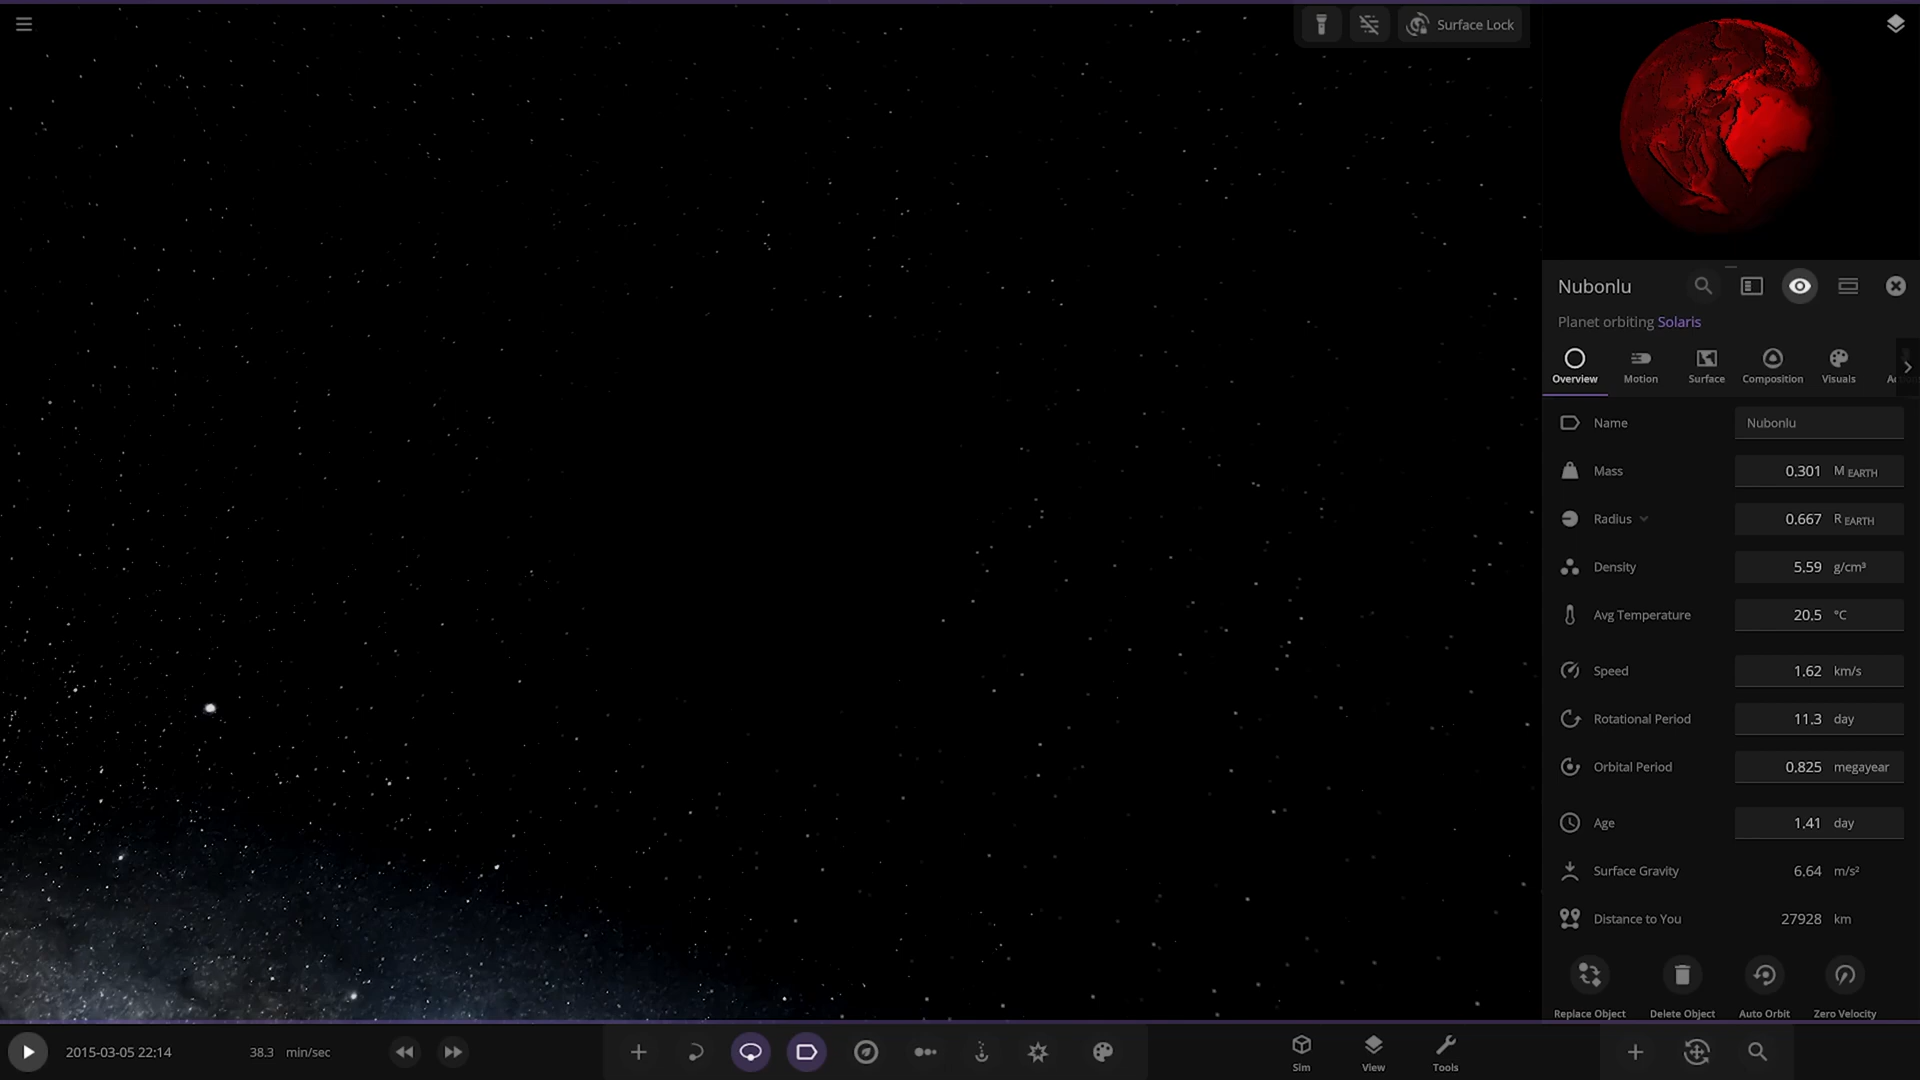 Surface Lock
Nubonlu
Planet orbiting Solaris
Overview
Motion
Surface
Composition
Visuals
Name Nubonlu
Mass 0.301 M EARTH
Radius 0.667 R EARTH
Density 5.59 g/cm³
Avg Temperature 20.5 °C
Speed 1.62 km/s
Rotational Period 11.3 day
Orbital Period 0.825 megayear
Age 1.41 day
Surface Gravity 6.64 m/s²
Distance to You 27928 km
Replace Object
Delete Object
Auto Orbit
Zero Velocity
2015-03-05 22:14
38.3 min/sec
Sim
View
Tools